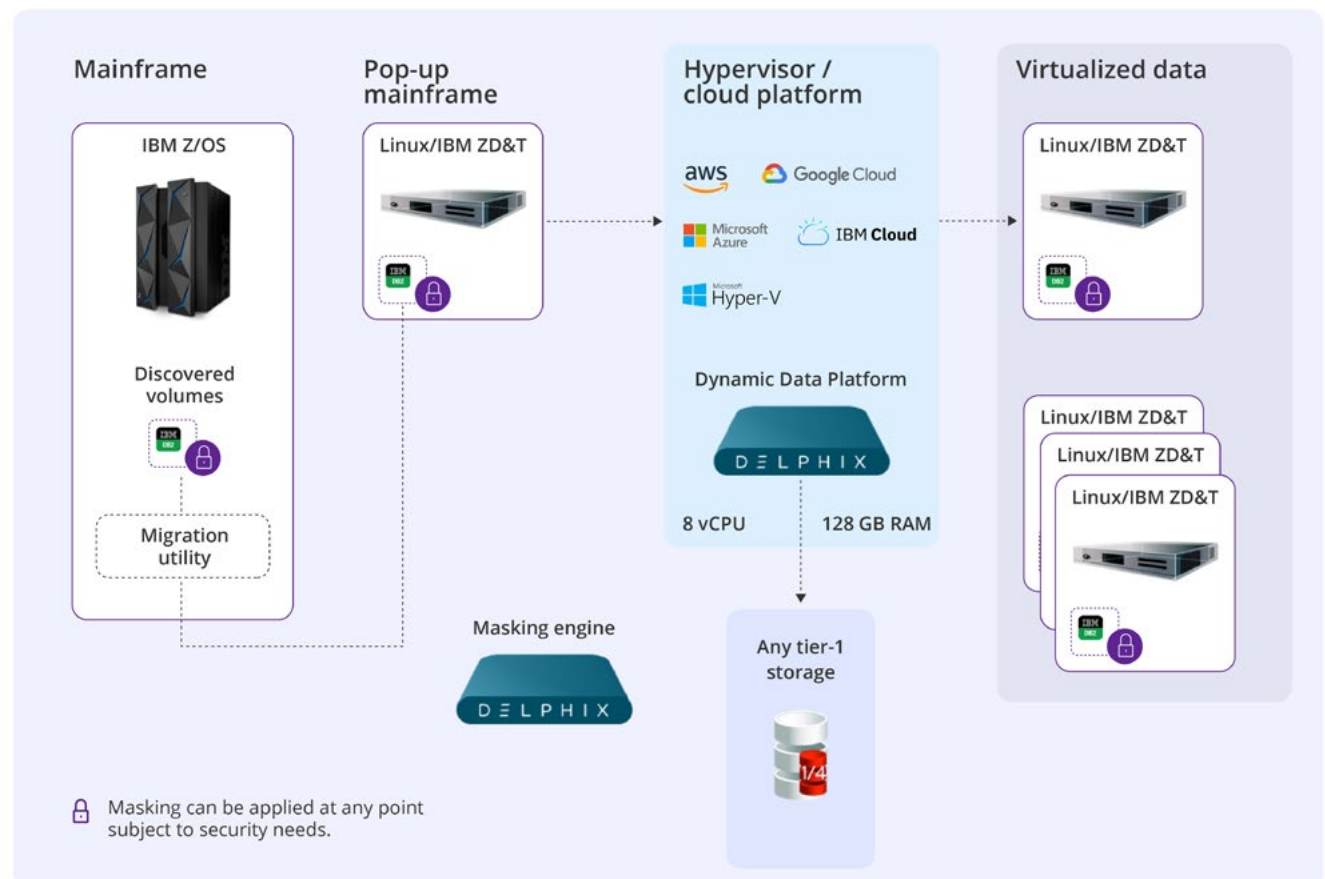 Mainframe
IBM Z/OS
Discovered
volumes
IBM
DB2
Migration
utility
Pop-up
mainframe
Linux/IBM ZD&T
IBM
DB2
Masking engine
DELPHIX
Hypervisor /
cloud platform
aws
Google Cloud
Microsoft
Azure
IBM Cloud
Microsoft
Hyper-V
Dynamic Data Platform
DELPHIX
8 vCPU
128 GB RAM
Any tier-1
storage
1/4
Virtualized data
Linux/IBM ZD&T
IBM
DB2
Linux/IBM ZD&T
Linux/IBM ZD&T
Linux/IBM ZD&T
IBM
DB2
Masking can be applied at any point
subject to security needs.